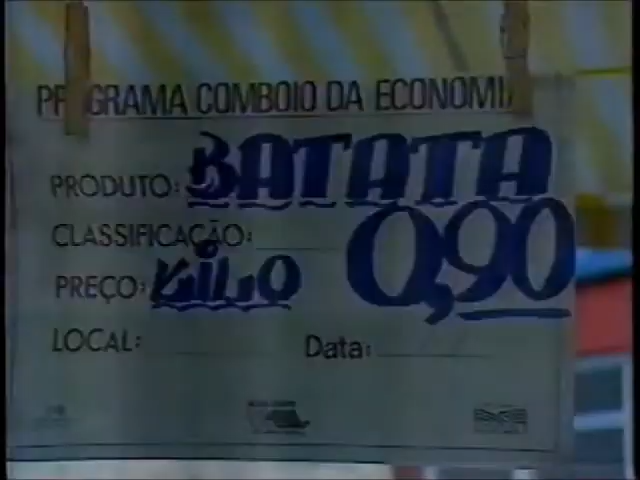 PROGRAMA COMBOIO DA ECONOMIA
PRODUTO: BATATA
CLASSIFICAÇÃO:
PREÇO: KILO 0,90
LOCAL: Data: